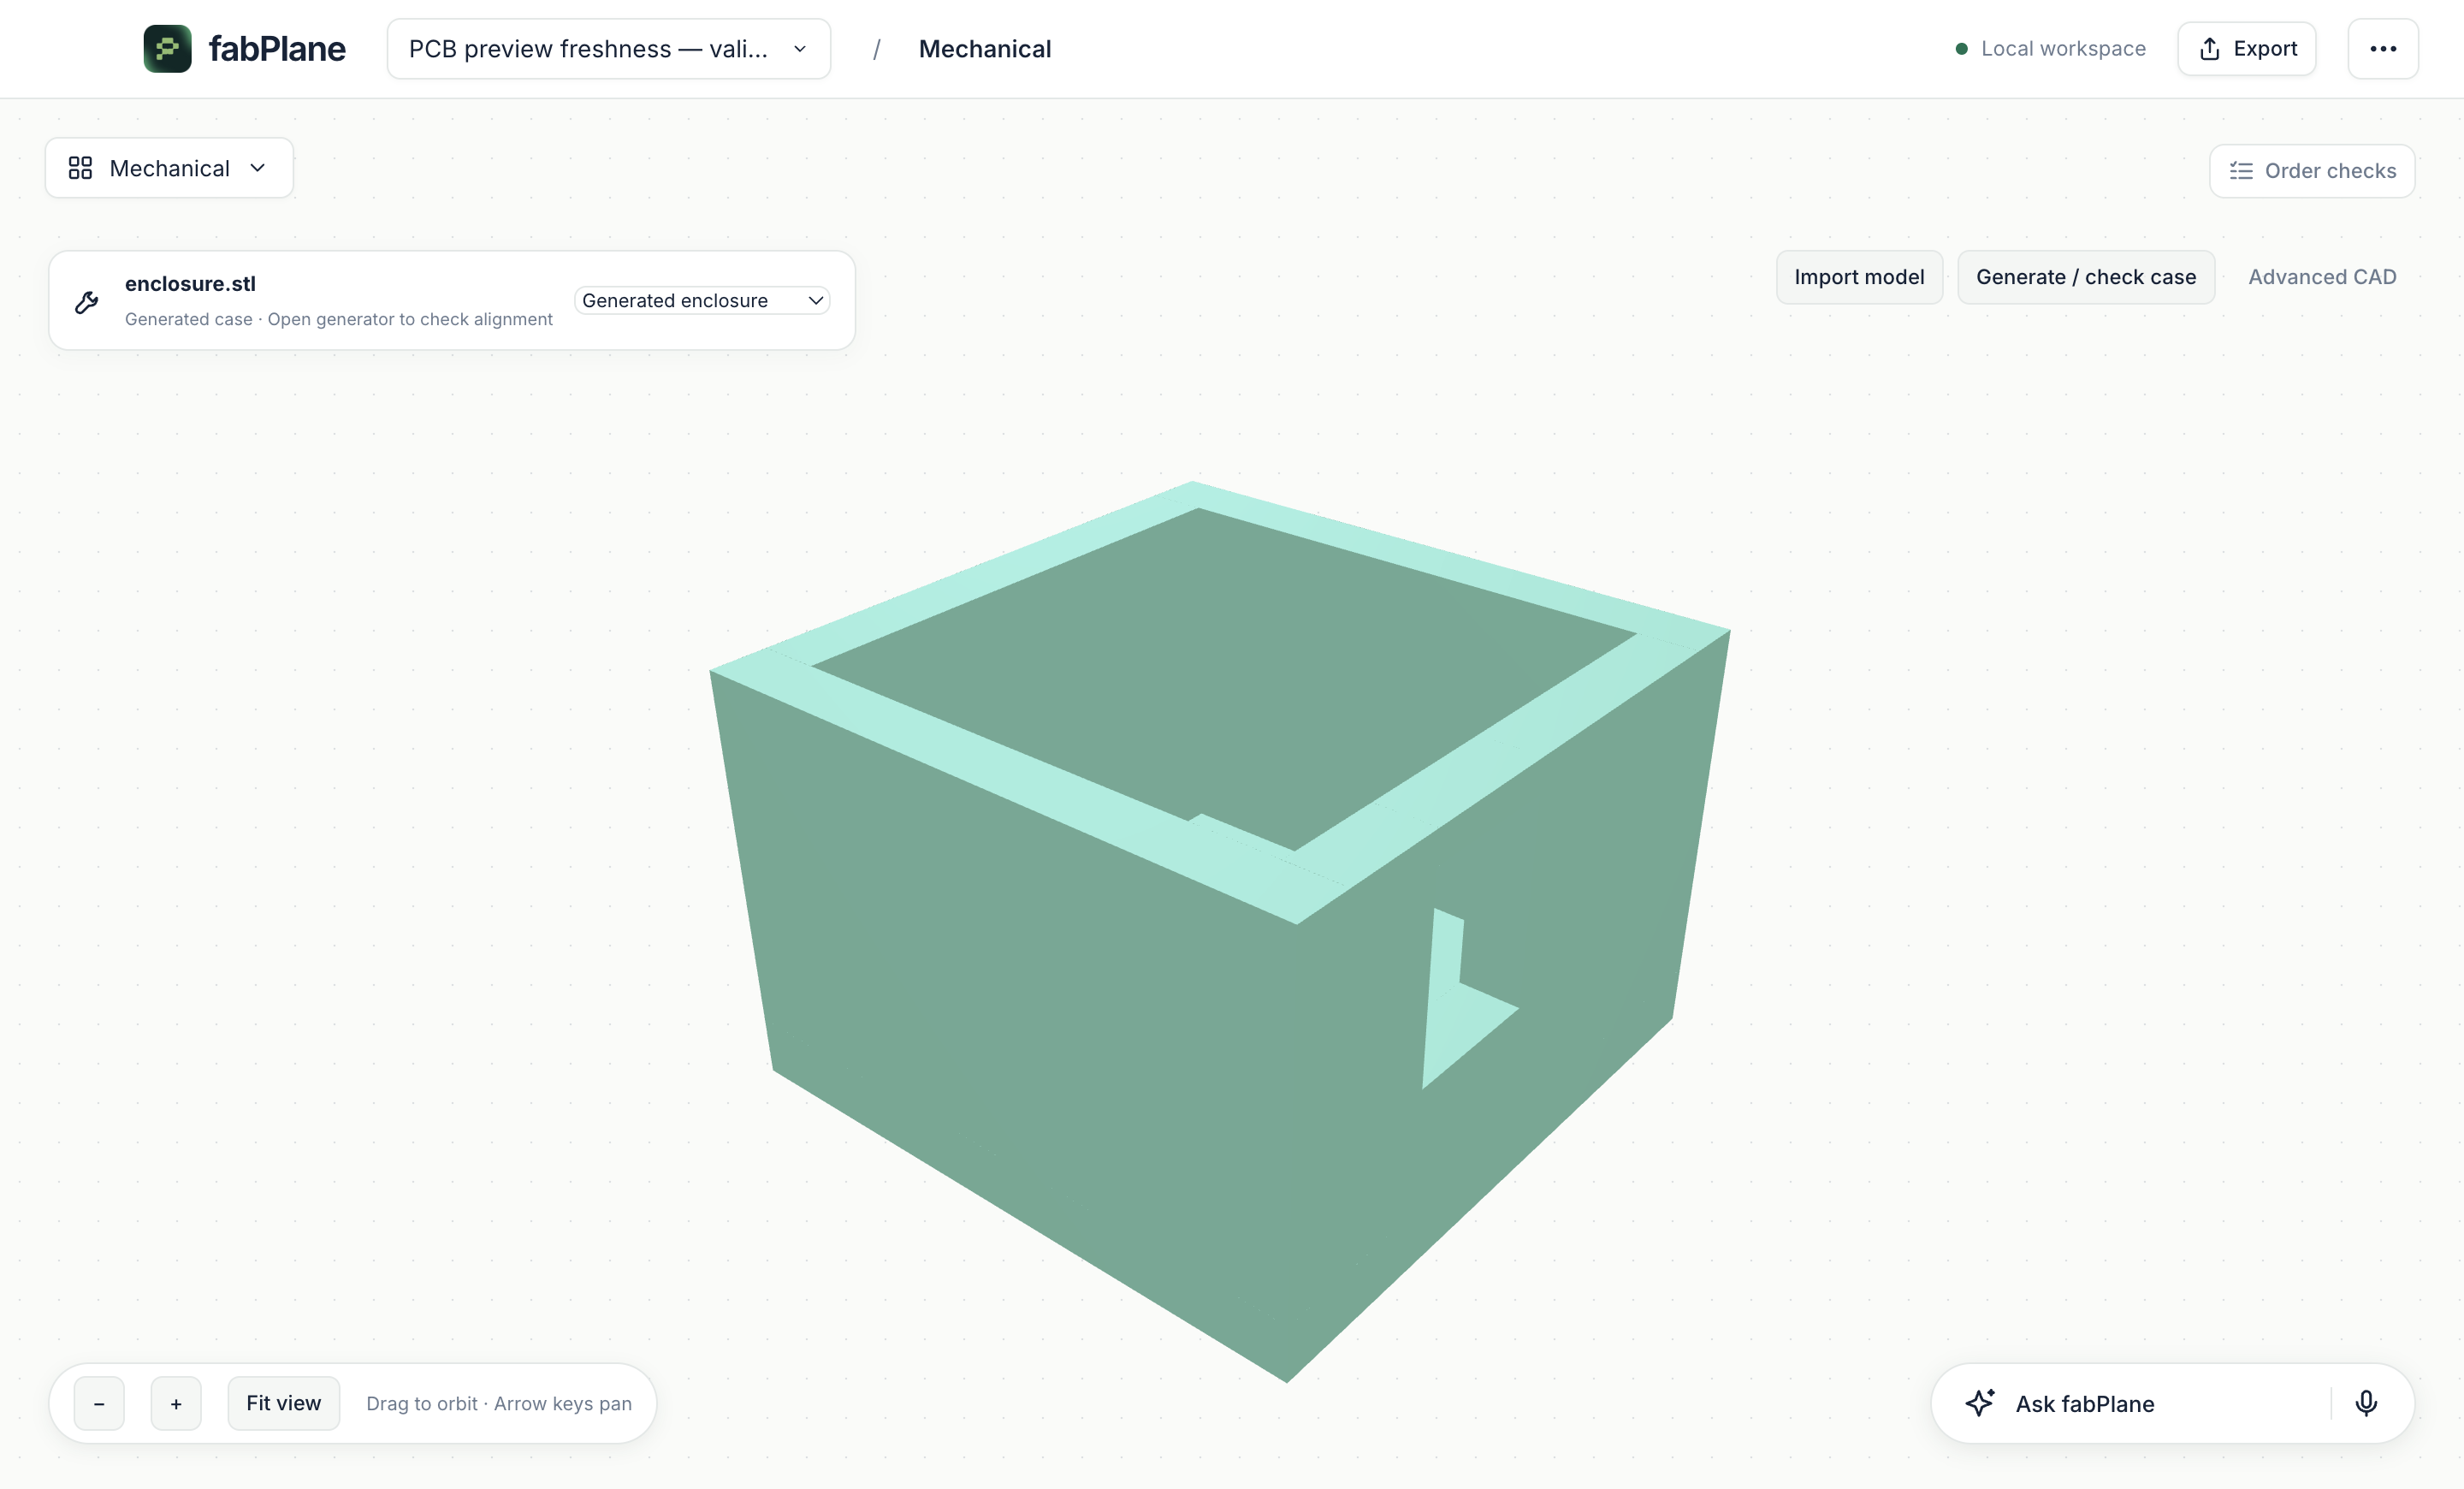 fabPlane
PCB preview freshness — vali...
/
Mechanical
Local workspace
Export
Mechanical
Order checks
enclosure.stl
Generated case · Open generator to check alignment
Generated enclosure
Import model
Generate / check case
Advanced CAD
−
+
Fit view
Drag to orbit · Arrow keys pan
Ask fabPlane